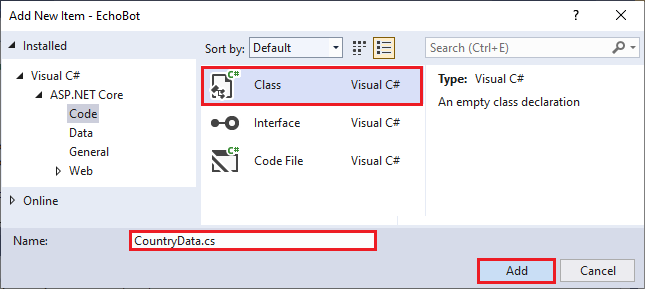 Add New Item - EchoBot
Installed
Sort by: Default
Search (Ctrl+E)
Visual C#
ASP.NET Core
Code
Data
General
Web
Online
C# Class Visual C#
Interface Visual C#
C# Code File Visual C#
Type: Visual C#
An empty class declaration
Name: CountryData.cs
Add Cancel